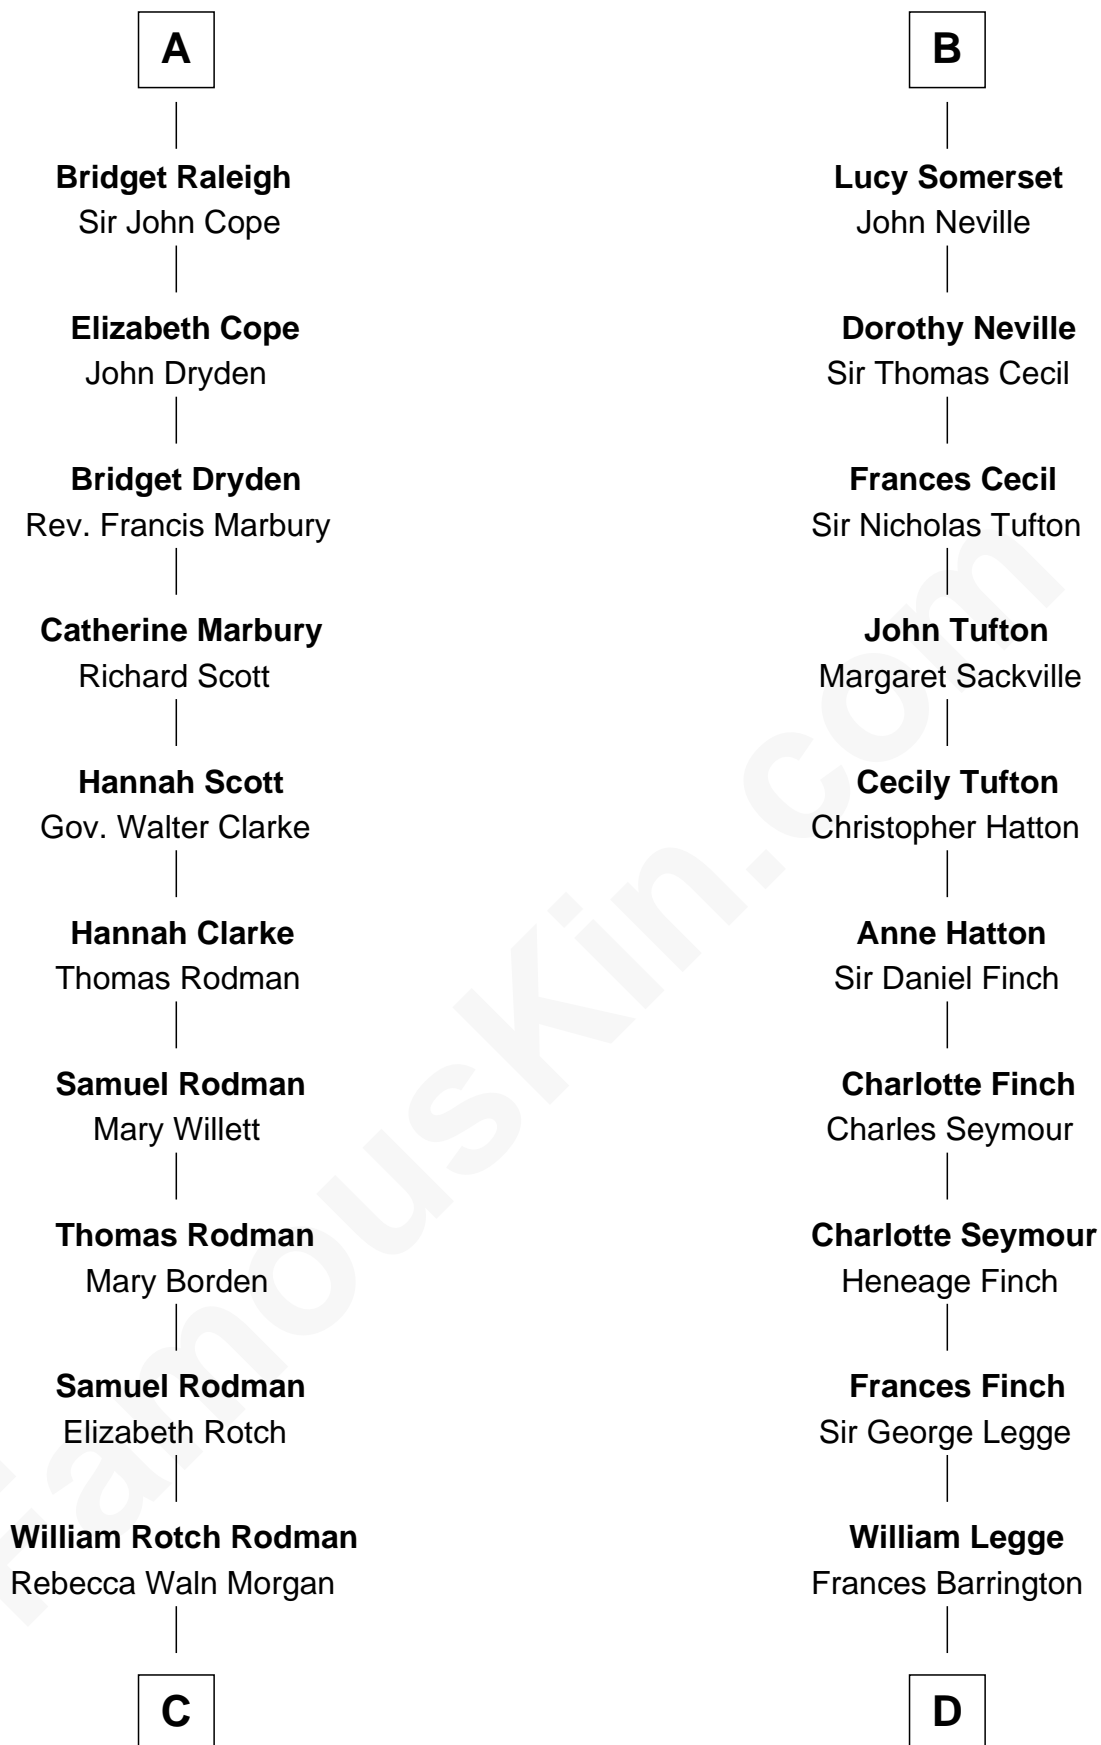 A
Bridget Raleigh
Sir John Cope
Elizabeth Cope
John Dryden
Bridget Dryden
Rev. Francis Marbury
Catherine Marbury
Richard Scott
Hannah Scott
Gov. Walter Clarke
Hannah Clarke
Thomas Rodman
Samuel Rodman
Mary Willett
Thomas Rodman
Mary Borden
Samuel Rodman
Elizabeth Rotch
William Rotch Rodman
Rebecca Waln Morgan
C
B
Lucy Somerset
John Neville
Dorothy Neville
Sir Thomas Cecil
Frances Cecil
Sir Nicholas Tufton
John Tufton
Margaret Sackville
Cecily Tufton
Christopher Hatton
Anne Hatton
Sir Daniel Finch
Charlotte Finch
Charles Seymour
Charlotte Seymour
Heneage Finch
Frances Finch
Sir George Legge
William Legge
Frances Barrington
D
FamousKin.com